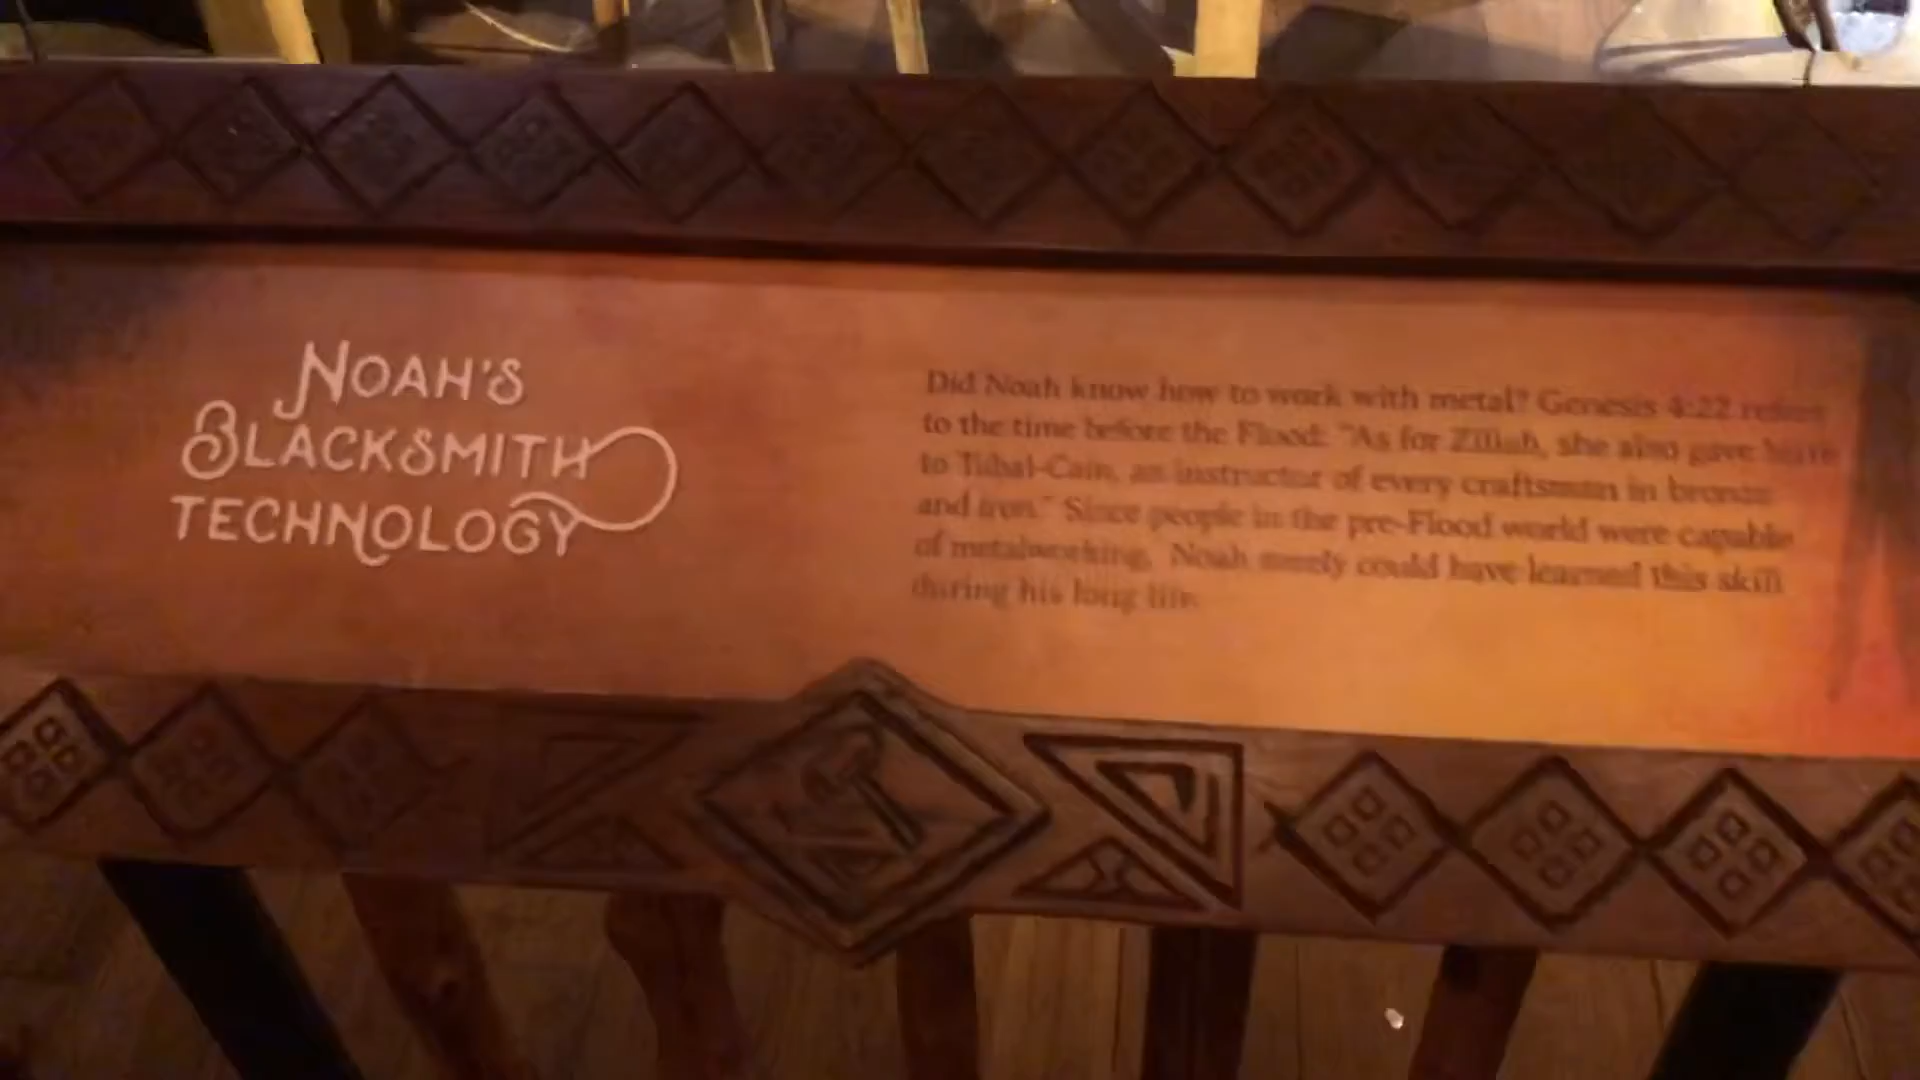 NOAH'S
BLACKSMITH
TECHNOLOGY
Did Noah know how to work with metal? Genesis 4:22 refers
to the time before the Flood: "As for Zillah, she also gave birth
to Tubal-Cain, an instructor of every craftsman in bronze
and iron." Since people in the pre-Flood world were capable
of metalworking, Noah surely could have learned this skill
during his long life.